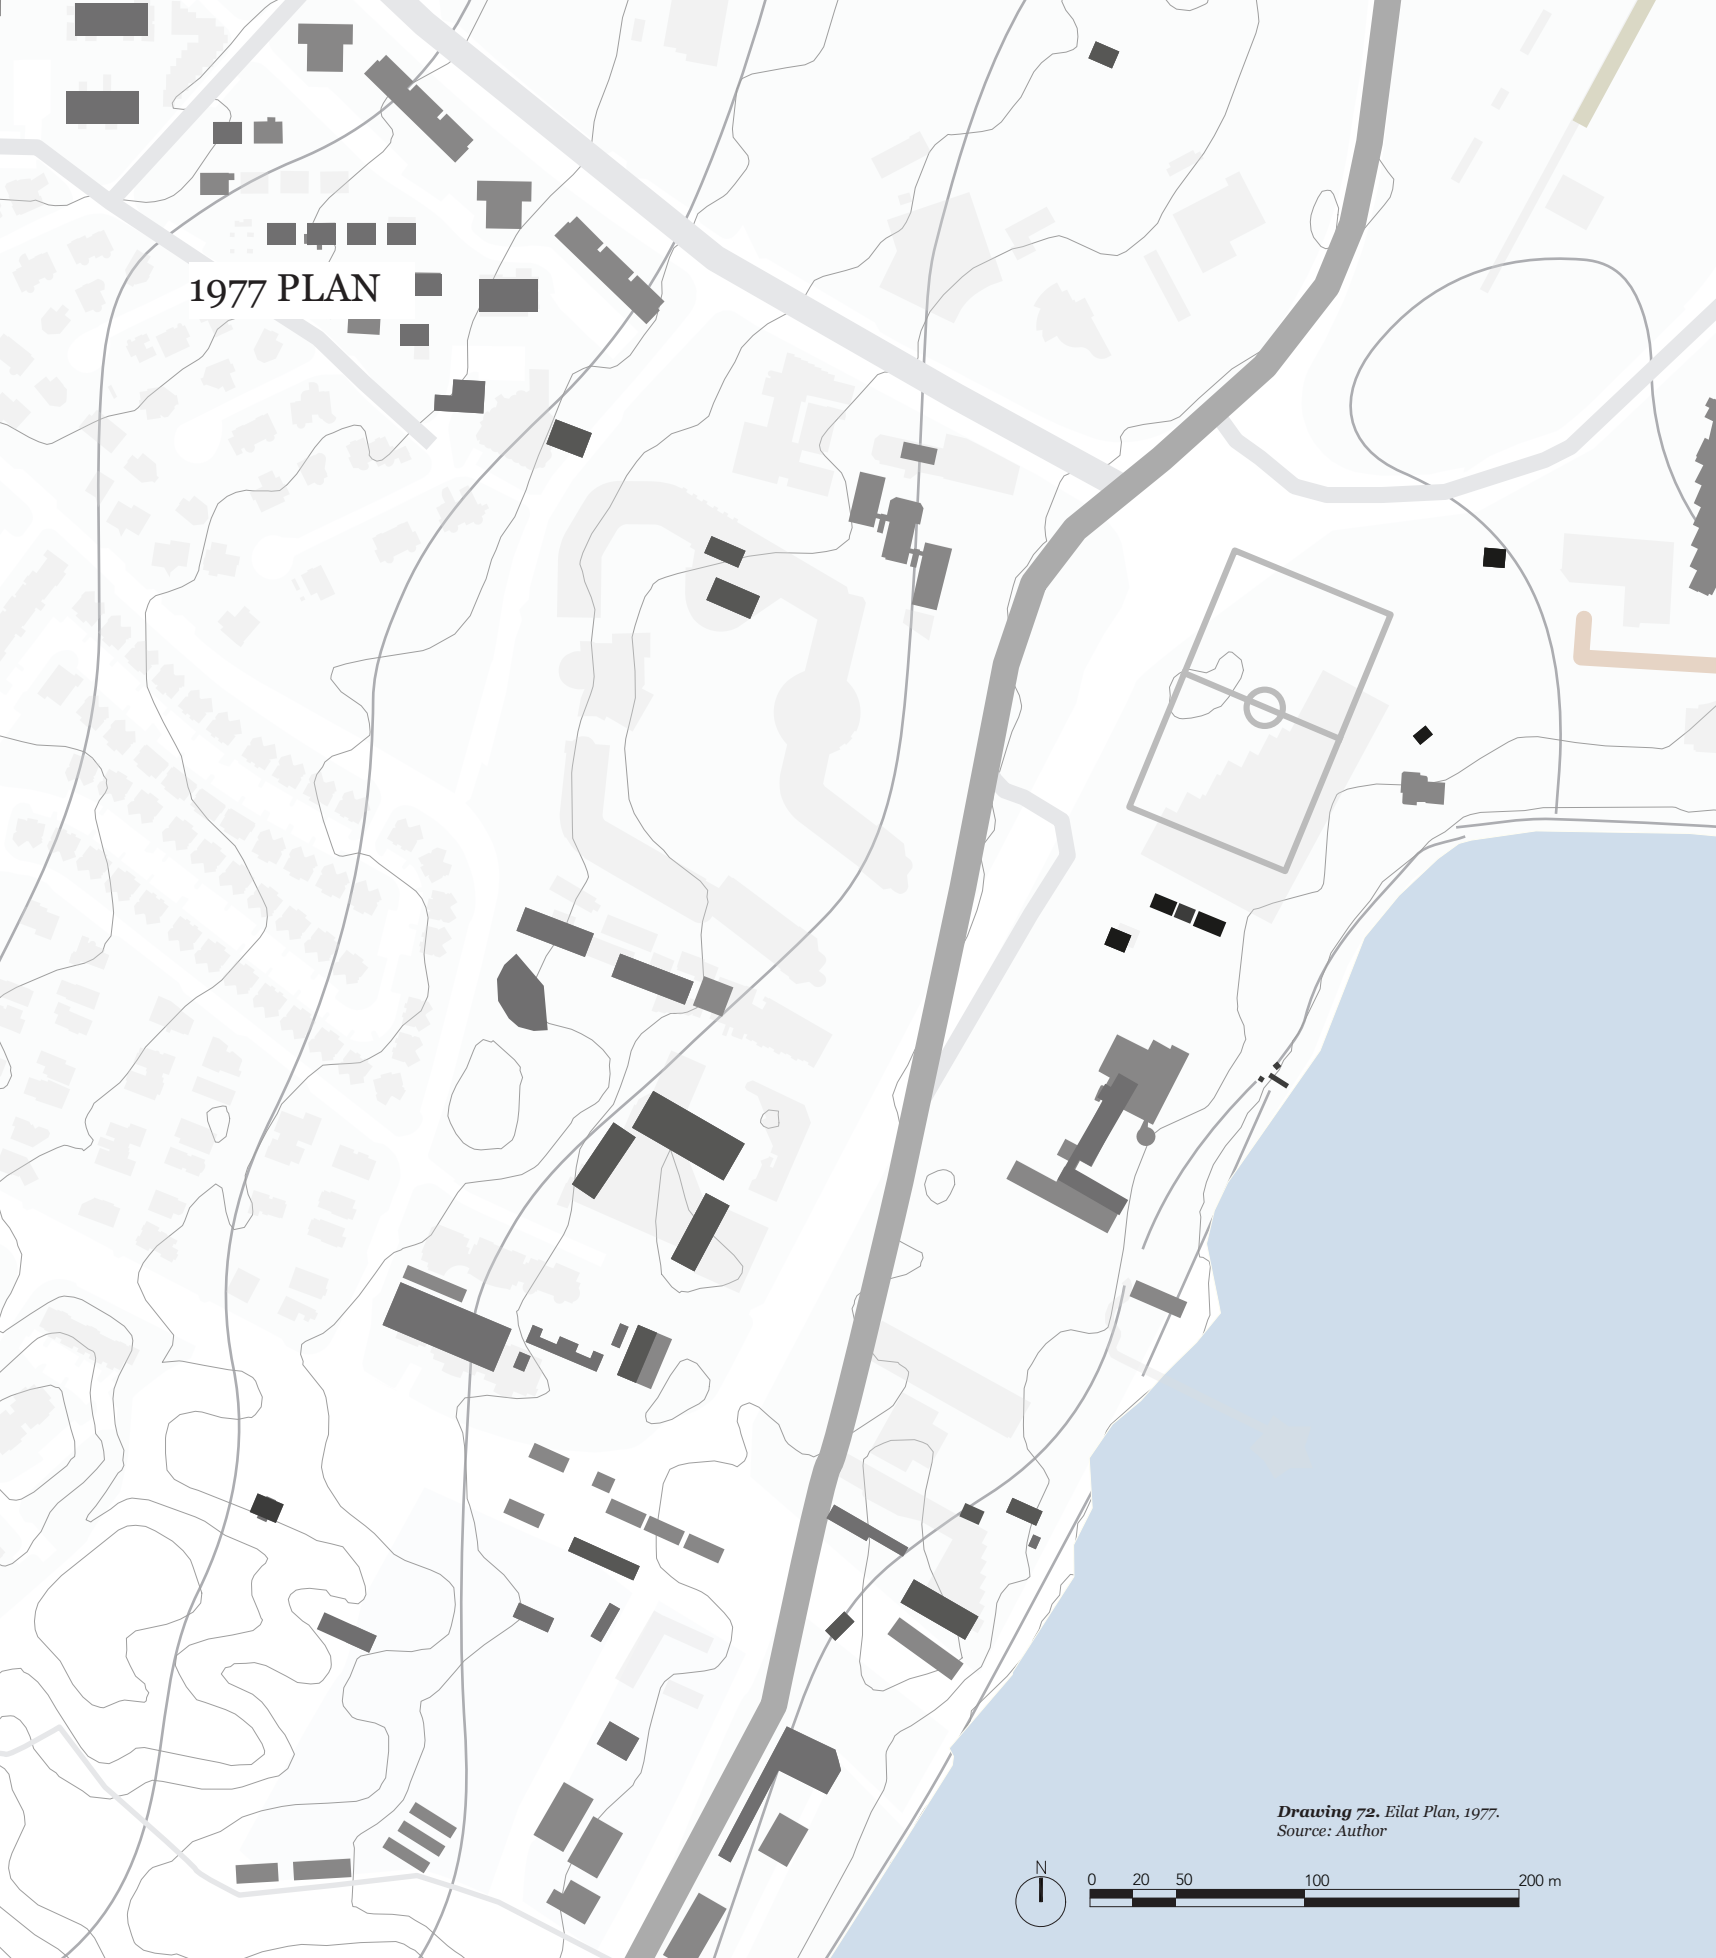 1977 PLAN
Drawing 72. Eilat Plan, 1977.
Source: Author
N
0 20 50 100 200 m